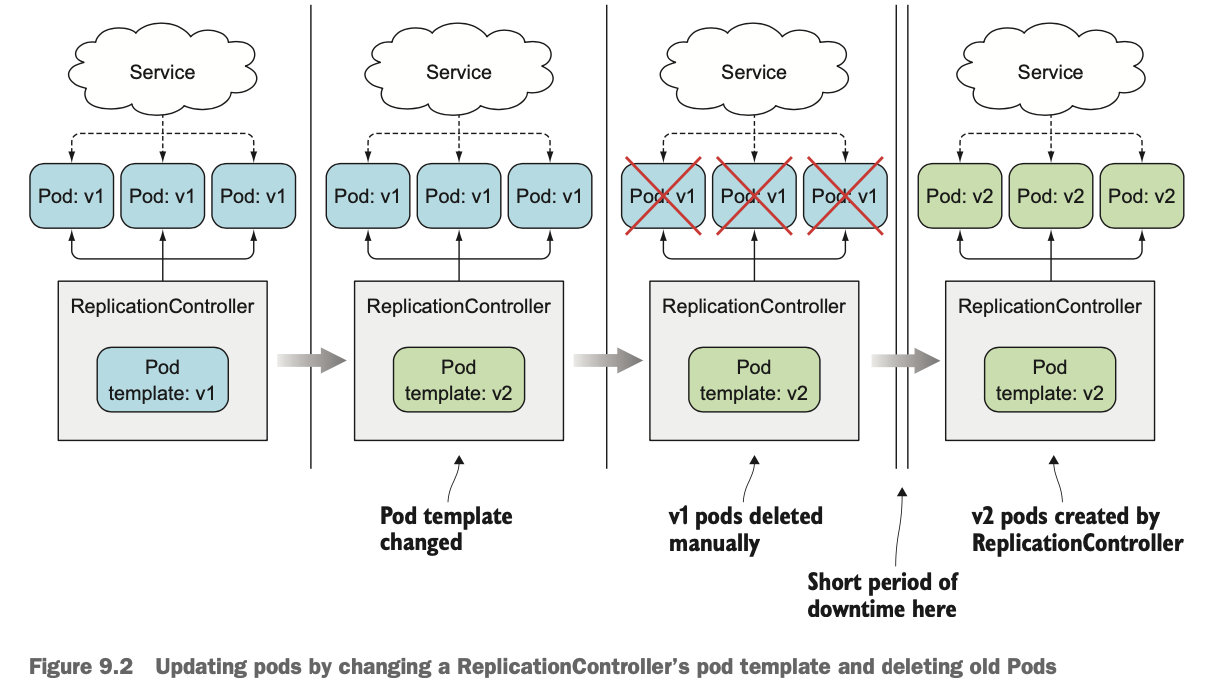 Service
Pod: v1
Pod: v1
Pod: v1
ReplicationController
Pod
template: v1
Service
Pod: v1
Pod: v1
Pod: v1
ReplicationController
Pod
template: v2
Pod template
changed
Service
Pod: v1
Pod: v1
Pod: v1
ReplicationController
Pod
template: v2
v1 pods deleted
manually
Short period of
downtime here
Service
Pod: v2
Pod: v2
Pod: v2
ReplicationController
Pod
template: v2
v2 pods created by
ReplicationController
Figure 9.2 Updating pods by changing a ReplicationController’s pod template and deleting old Pods